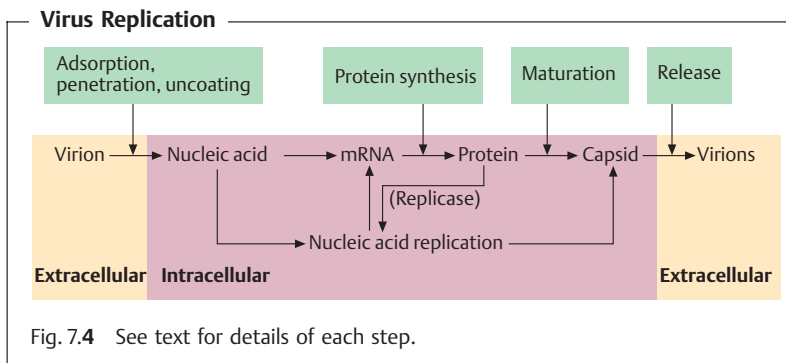 Virus Replication
Adsorption,
penetration, uncoating
Protein synthesis
Maturation
Release
Virion
Nucleic acid
mRNA
Protein
Capsid
Virions
(Replicase)
Nucleic acid replication
Extracellular
Intracellular
Extracellular
Fig. 7.4 See text for details of each step.